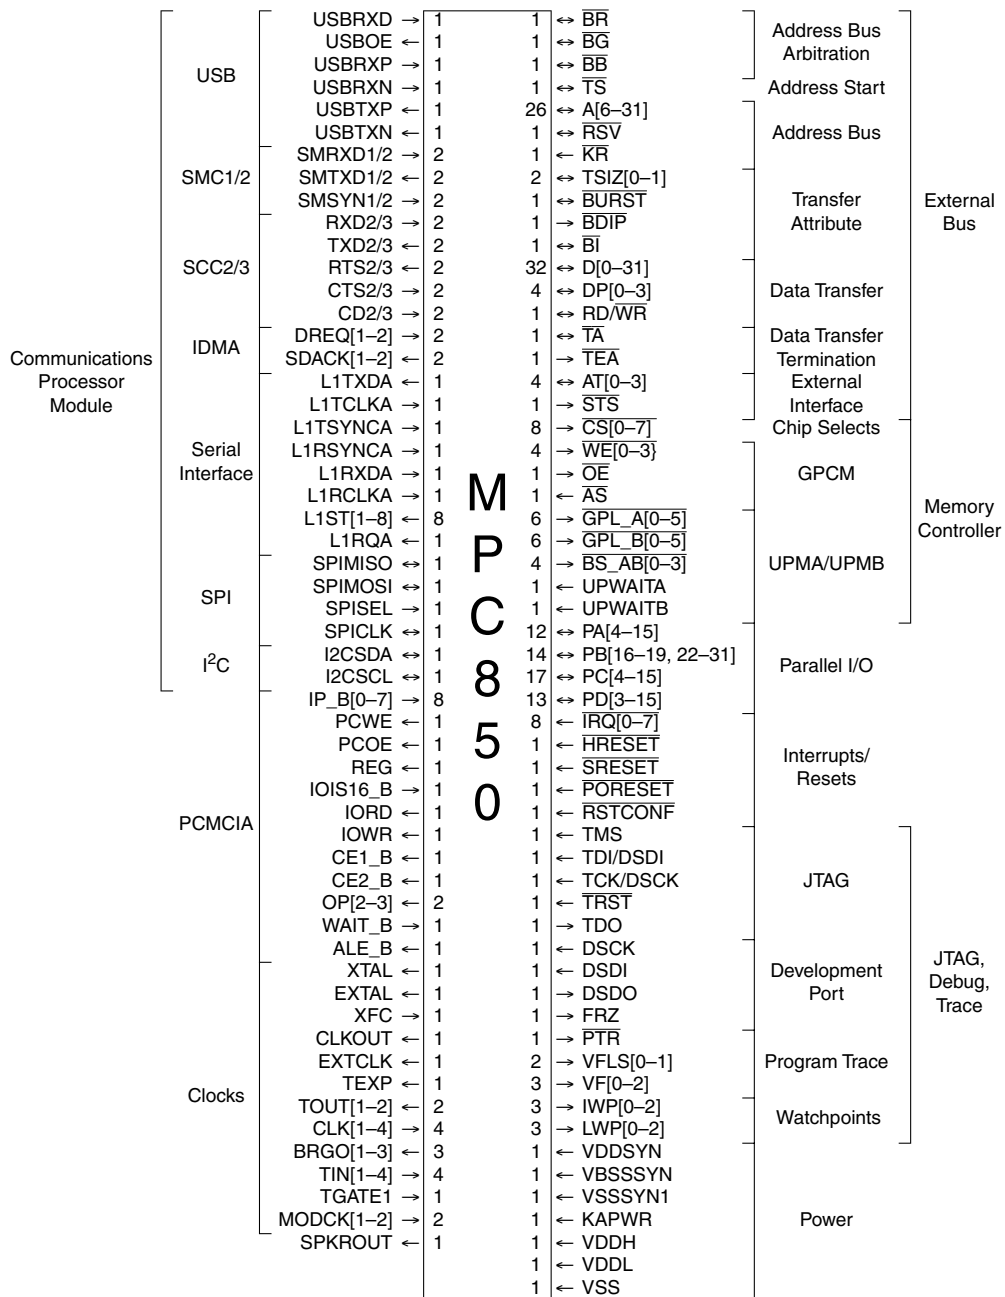 USBRXD → 1 1 ↔ BR
USBOE ← 1 1 ↔ BG
Address Bus Arbitration
USBRXP → 1 1 ↔ BB
USB
USBRXN → 1 1 ↔ TS Address Start
USBTXP ← 1 26 ↔ A[6–31]
USBTXN ← 1 1 ↔ RSV Address Bus
SMRXD1/2 → 2 1 ← KR
SMC1/2 SMTXD1/2 ← 2 2 ↔ TSIZ[0–1]
SMSYN1/2 → 2 1 ↔ BURST
Transfer Attribute
External Bus
RXD2/3 → 2 1 → BDIP
TXD2/3 ← 2 1 ↔ BI
SCC2/3 RTS2/3 ← 2 32 ↔ D[0–31]
CTS2/3 → 2 4 ↔ DP[0–3] Data Transfer
CD2/3 → 2 1 ↔ RD/WR
DREQ[1–2] → 2 1 ↔ TA
IDMA
Data Transfer Termination
SDACK[1–2] ← 2 1 → TEA
Communications Processor Module
L1TXDA ← 1 4 ↔ AT[0–3]
External Interface
L1TCLKA → 1 1 → STS
L1TSYNCA → 1 8 → CS[0–7] Chip Selects
L1RSYNCA → 1 4 → WE[0–3}
Serial Interface
L1RXDA → 1 1 → OE GPCM
L1RCLKA → 1 1 ← AS
L1ST[1–8] ← 8 6 → GPL_A[0–5]
Memory Controller
L1RQA ← 1 6 → GPL_B[0–5]
SPIMISO ↔ 1 4 → BS_AB[0–3] UPMA/UPMB
SPIMOSI ↔ 1 1 ← UPWAITA
SPI
SPISEL → 1 1 ← UPWAITB
SPICLK ↔ 1 12 ↔ PA[4–15]
I2C I2CSDA ↔ 1 14 ↔ PB[16–19, 22–31]
Parallel I/O
I2CSCL ↔ 1 17 ↔ PC[4–15]
IP_B[0–7] → 8 13 ↔ PD[3–15]
PCWE ← 1 8 ← IRQ[0–7]
PCOE ← 1 1 ← HRESET
Interrupts/ Resets
REG ← 1 1 ← SRESET
IOIS16_B → 1 1 ← PORESET
IORD ← 1 1 ← RSTCONF
MPC850
PCMCIA
IOWR ← 1 1 ← TMS
CE1_B ← 1 1 ← TDI/DSDI
CE2_B ← 1 1 ← TCK/DSCK JTAG
OP[2–3] ← 2 1 ← TRST
WAIT_B → 1 1 → TDO
ALE_B ← 1 1 ← DSCK
XTAL ← 1 1 ← DSDI
Development Port
JTAG, Debug, Trace
EXTAL ← 1 1 → DSDO
XFC → 1 1 → FRZ
CLKOUT ← 1 1 → PTR
EXTCLK ← 1 2 → VFLS[0–1] Program Trace
TEXP ← 1 3 → VF[0–2]
Clocks
TOUT[1–2] ← 2 3 → IWP[0–2]
Watchpoints
CLK[1–4] → 4 3 → LWP[0–2]
BRGO[1–3] ← 3 1 ← VDDSYN
TIN[1–4] → 4 1 ← VBSSSYN
TGATE1 → 1 1 ← VSSSYN1
MODCK[1–2] → 2 1 ← KAPWR Power
SPKROUT ← 1 1 ← VDDH
1 ← VDDL
1 ← VSS